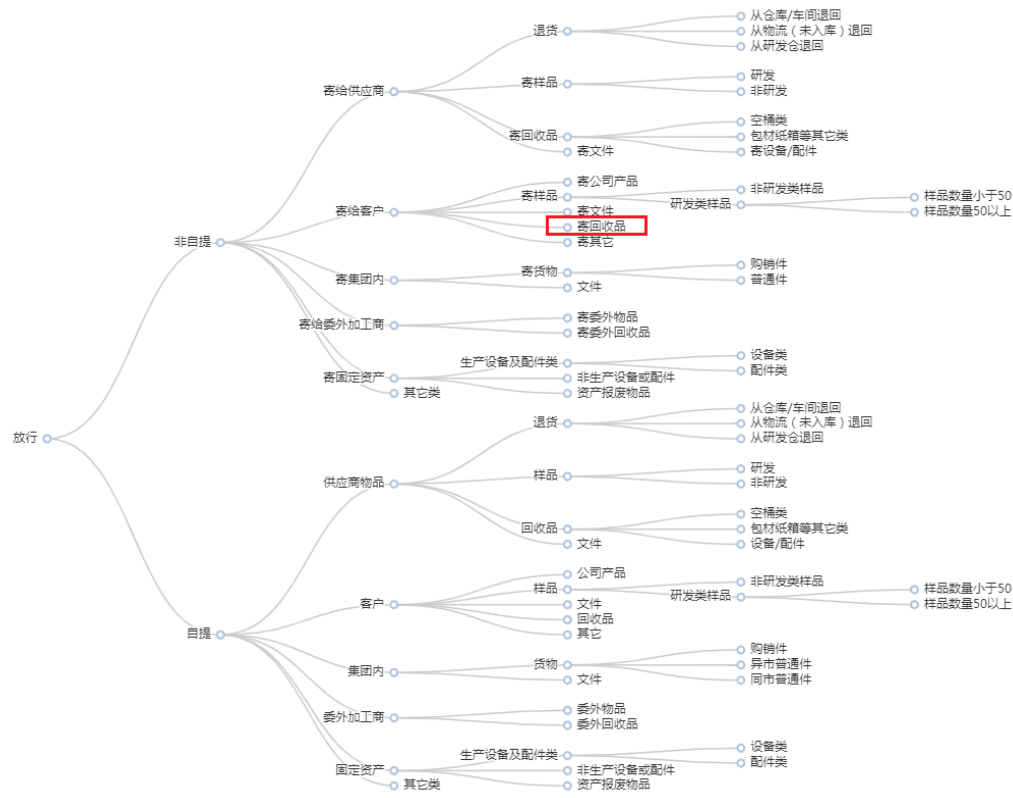 放行
非自提
寄给供应商
退货
从仓库/车间退回
从物流（未入库）退回
从研发仓退回
寄样品
研发
非研发
寄回收品
空桶类
包材纸箱等其它类
寄设备/配件
寄文件
寄给客户
寄公司产品
寄样品
非研发类样品
研发类样品
样品数量小于50
样品数量50以上
寄文件
寄回收品
寄其它
寄集团内
寄货物
购销件
普通件
文件
寄给委外加工商
寄委外物品
寄委外回收品
寄固定资产
生产设备及配件类
设备类
配件类
非生产设备或配件
资产报废物品
其它类
自提
供应商物品
退货
从仓库/车间退回
从物流（未入库）退回
从研发仓退回
样品
研发
非研发
回收品
空桶类
包材纸箱等其它类
设备/配件
文件
客户
公司产品
样品
非研发类样品
研发类样品
样品数量小于50
样品数量50以上
文件
回收品
其它
集团内
货物
购销件
异市普通件
同市普通件
文件
委外加工商
委外物品
委外回收品
固定资产
生产设备及配件类
设备类
配件类
非生产设备或配件
资产报废物品
其它类